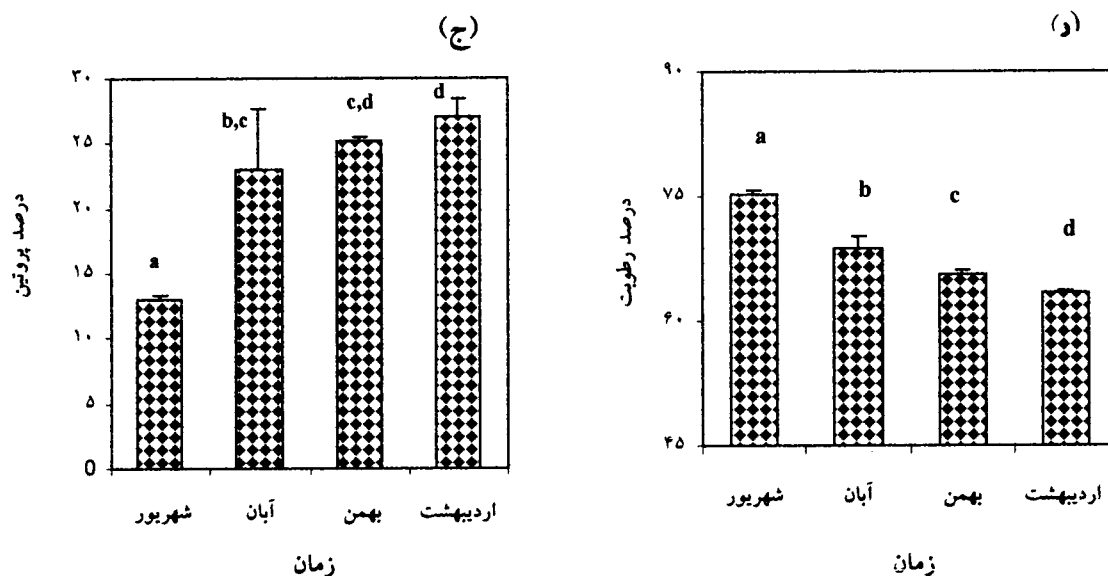 (ج)
درصد پروتین
۳۰
۲۵
۲۰
۱۵
۱۰
۵
0
a
b,c
c,d
d
شهریور
آبان
بهمن
اردیبهشت
زمان
(د)
درصد رطوبت
۹۰
۷۵
۶۰
۴۵
a
b
c
d
شهریور
آبان
بهمن
اردیبهشت
زمان